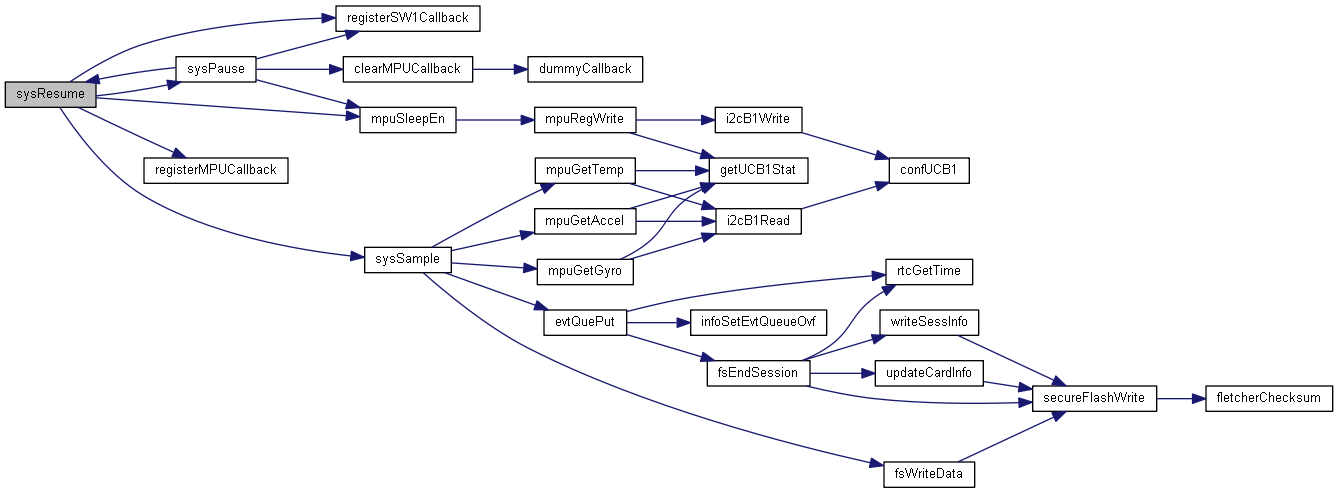 registerSW1Callback
sysPause
clearMPUCallback
dummyCallback
sysResume
mpuSleepEn
mpuRegWrite
i2cB1Write
registerMPUCallback
mpuGetTemp
getUCB1Stat
confUCB1
mpuGetAccel
i2cB1Read
sysSample
mpuGetGyro
rtcGetTime
evtQuePut
infoSetEvtQueueOvf
writeSessInfo
fsEndSession
updateCardInfo
secureFlashWrite
fletcherChecksum
fsWriteData